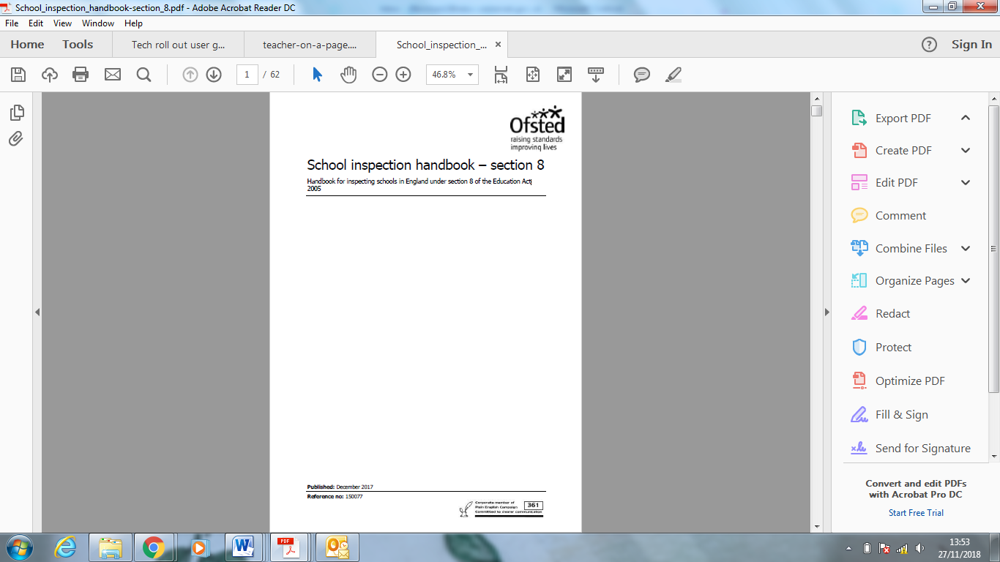 School_inspection_handbook-section_8.pdf - Adobe Acrobat Reader DC
File Edit View Window Help
Home Tools Tech roll out user g... teacher-on-a-page.... School_inspection_... Sign In
1 / 62 46.8%
Ofsted
raising standards
improving lives
School inspection handbook – section 8
Handbook for inspecting schools in England under section 8 of the Education Act
2005
Published: December 2017
Reference no: 150077
Corporate member of
Plain English Campaign
Committed to clearer communication
361
Export PDF
Create PDF
Edit PDF
Comment
Combine Files
Organize Pages
Redact
Protect
Optimize PDF
Fill & Sign
Send for Signature
Convert and edit PDFs
with Acrobat Pro DC
Start Free Trial
PDF
13:53
27/11/2018